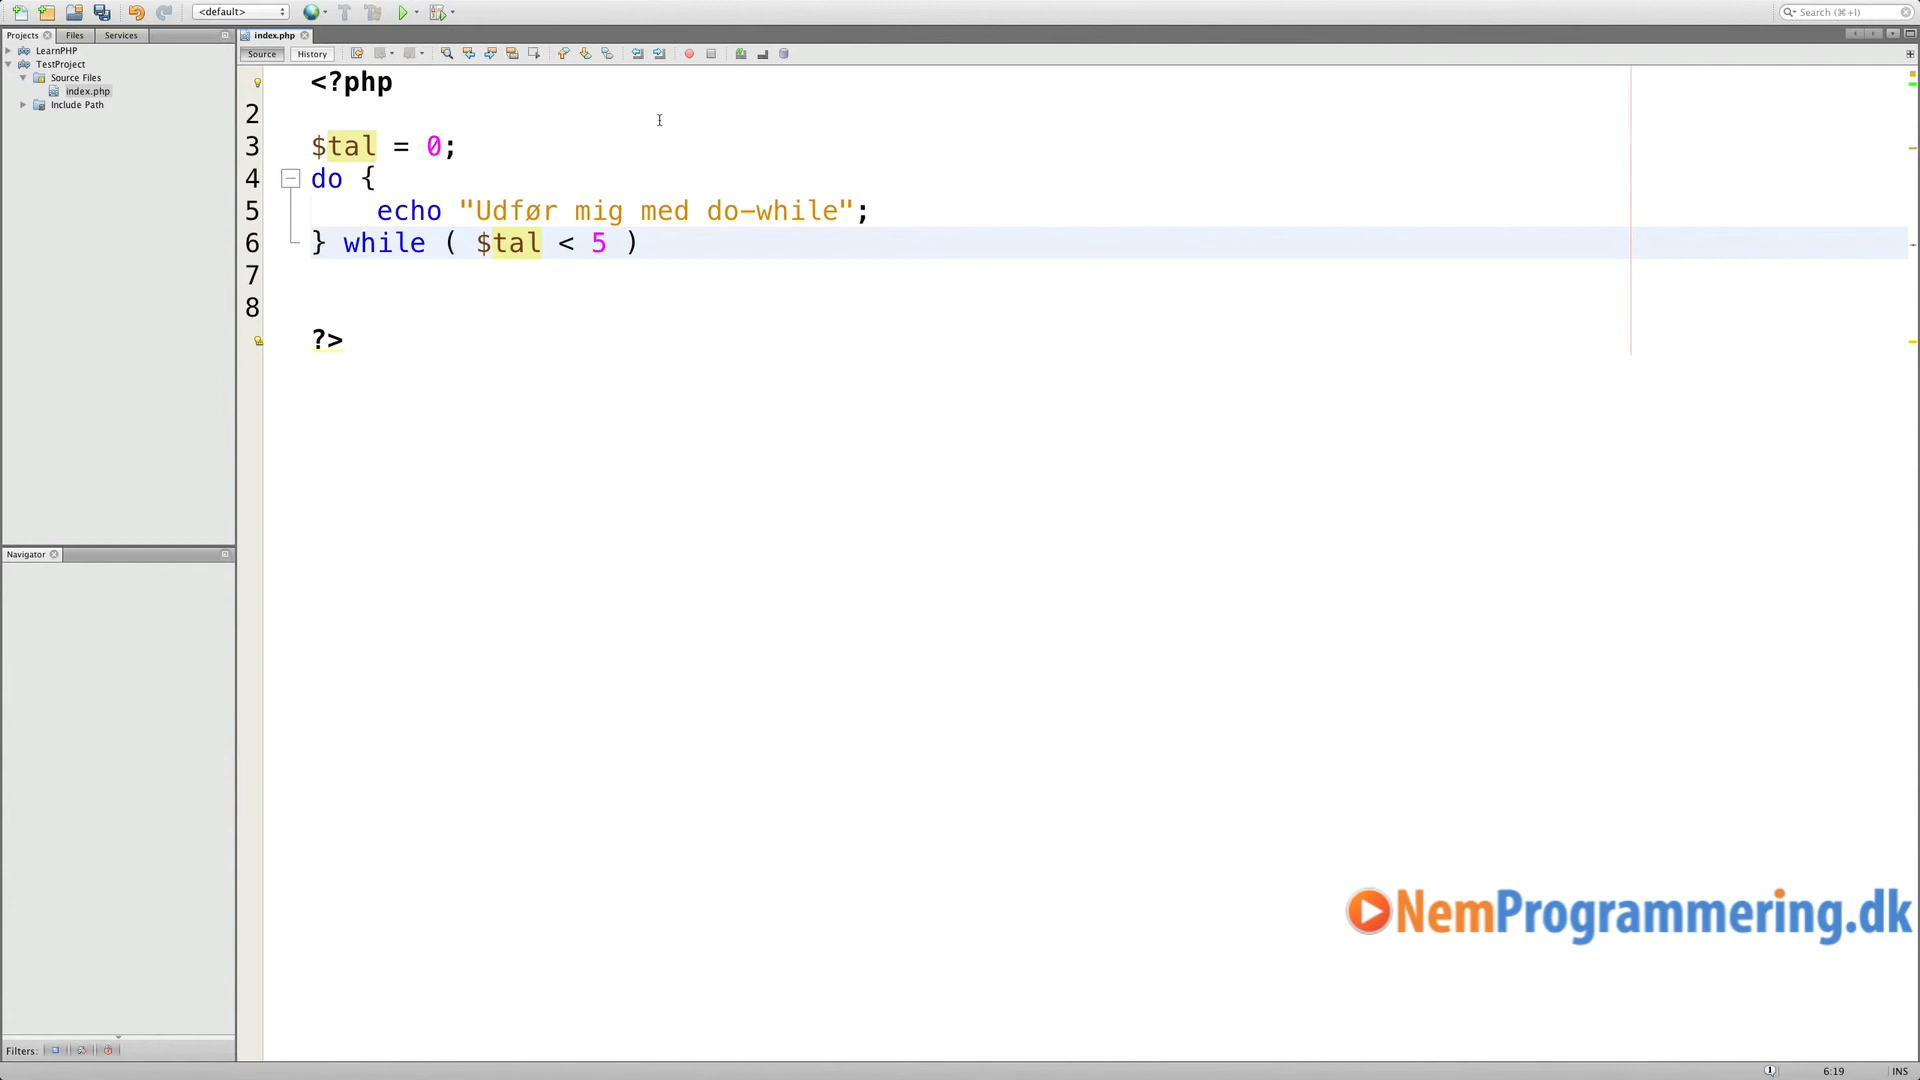 <default>
Search (⌘+I)
Projects
Files
Services
index.php
LearnPHP
TestProject
Source Files
index.php
Include Path
Source
History
<?php
2
3 $tal = 0;
4 do {
5 echo "Udfør mig med do-while";
6 } while ( $tal < 5 )
7
8
?>
Navigator
NemProgrammering.dk
Filters:
6:19
INS